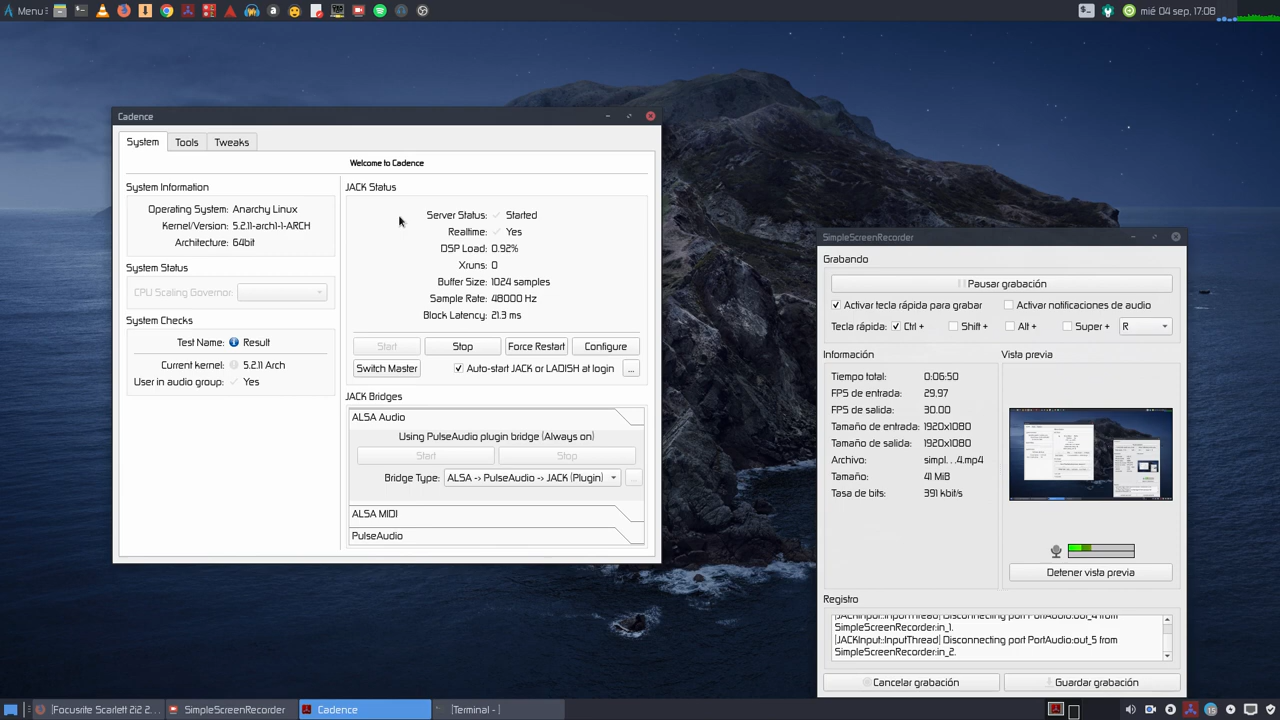 Menu
mié 04 sep, 17:08
Cadence
System
Tools
Tweaks
Welcome to Cadence
System Information
Operating System: Anarchy Linux
Kernel/Version: 5.2.11-arch1-1-ARCH
Architecture: 64bit
System Status
CPU Scaling Governor:
System Checks
Test Name: Result
Current kernel: 5.2.11 Arch
User in audio group: Yes
JACK Status
Server Status: Started
Realtime: Yes
DSP Load: 0.92%
Xruns: 0
Buffer Size: 1024 samples
Sample Rate: 48000 Hz
Block Latency: 21.3 ms
Start
Stop
Force Restart
Configure
Switch Master
Auto-start JACK or LADISH at login
...
JACK Bridges
ALSA Audio
Using PulseAudio plugin bridge (Always on)
Start
Stop
Bridge Type: ALSA -> PulseAudio -> JACK (Plugin)
...
ALSA MIDI
PulseAudio
SimpleScreenRecorder
Grabando
Pausar grabación
Activar tecla rápida para grabar
Activar notificaciones de audio
Tecla rápida: Ctrl + Shift + Alt + Super + R
Información
Tiempo total: 0:06:50
FPS de entrada: 29.97
FPS de salida: 30.00
Tamaño de entrada: 1920x1080
Tamaño de salida: 1920x1080
Archivo: simpl. . .4.mp4
Tamaño: 41 MiB
Tasa de bits: 391 kbit/s
Vista previa
Detener vista previa
Registro
[JACKInput::InputThread] Disconnecting port PortAudio:out_4 from
SimpleScreenRecorder:in_1.
[JACKInput::InputThread] Disconnecting port PortAudio:out_5 from
SimpleScreenRecorder:in_2.
Cancelar grabación
Guardar grabación
[Focusrite Scarlett 2i2 2...
SimpleScreenRecorder
Cadence
[Terminal - ]
15